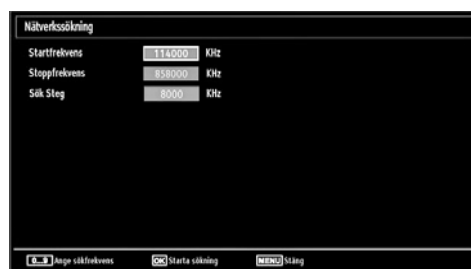 Nätverkssökning
Startfrekvens 114000 KHz
Stoppfrekvens 858000 KHz
Sök Steg 8000 KHz
0...9 Ange sökfrekvens OK Starta sökning MENU Stäng